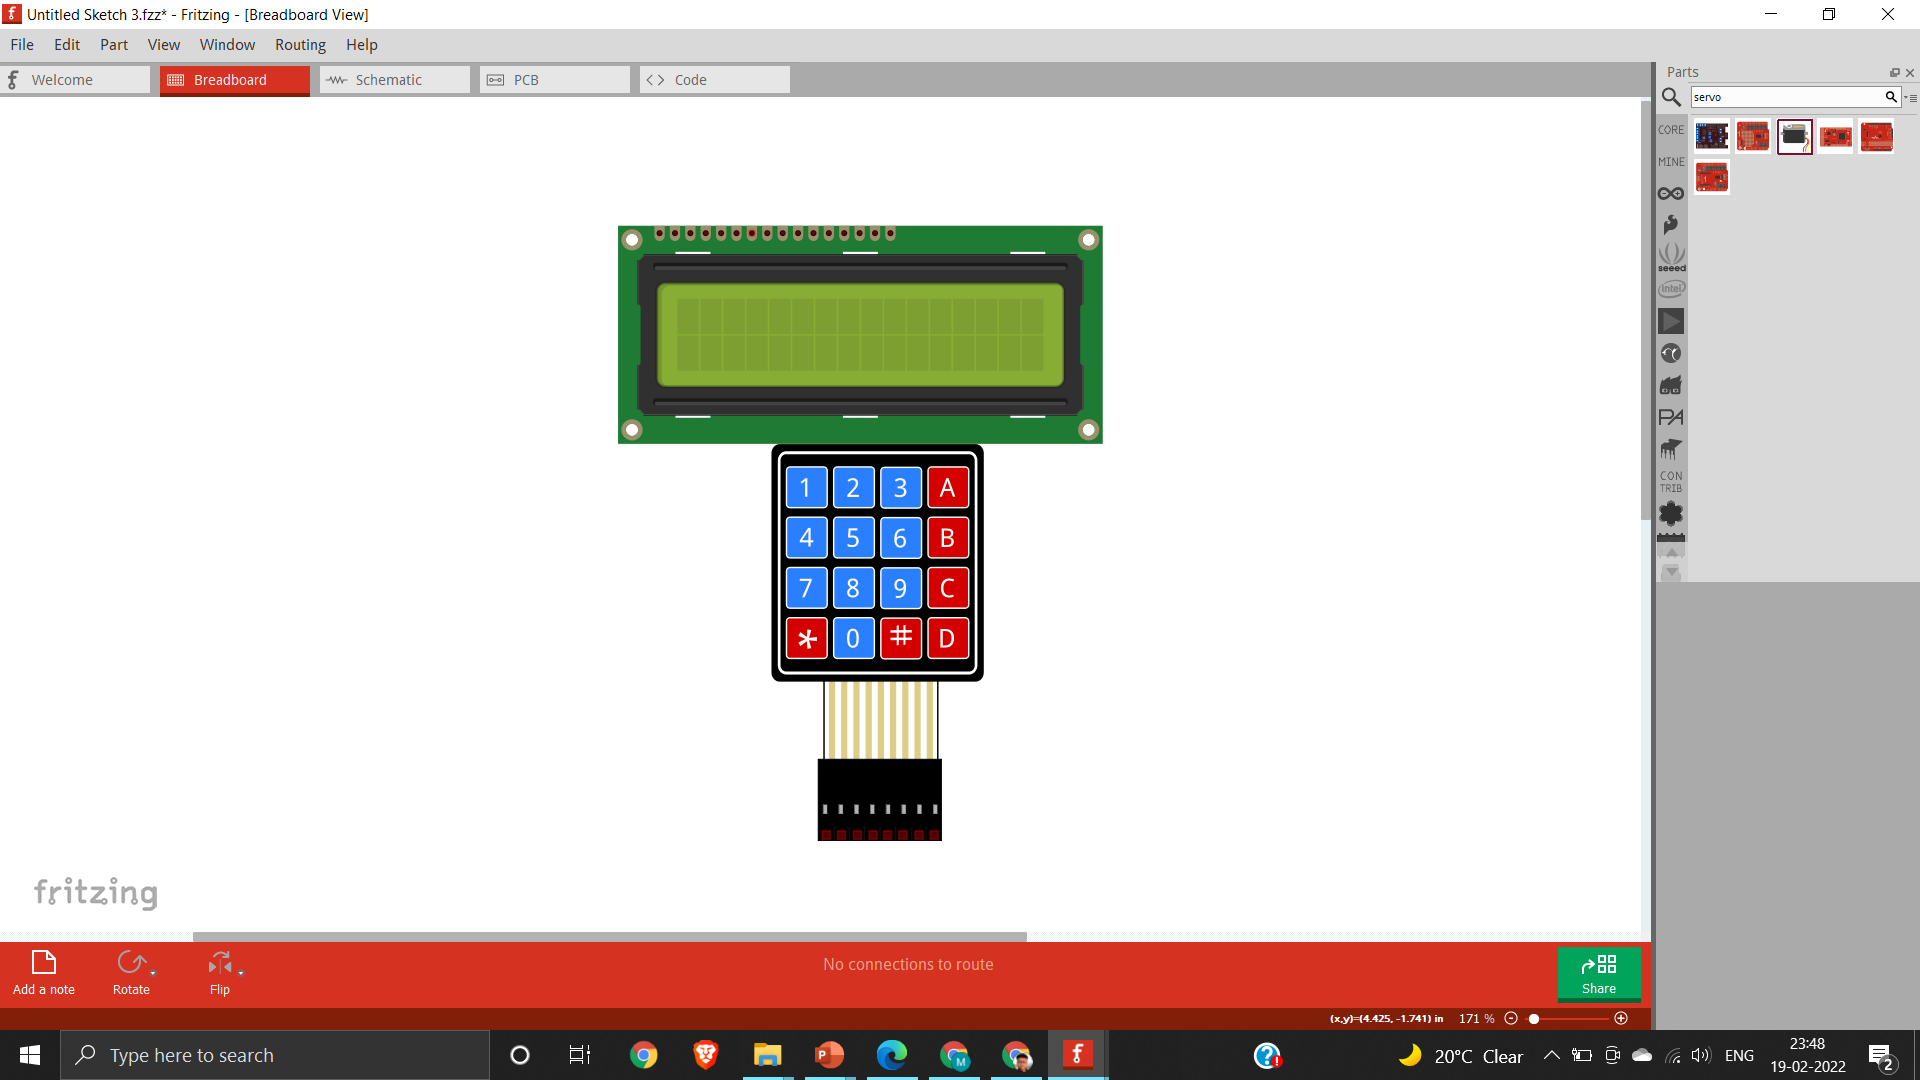 Untitled Sketch 3.fzz* - Fritzing - [Breadboard View]
File Edit Part View Window Routing Help
Welcome Breadboard Schematic PCB Code
Parts
servo
CORE
MINE
seeed
intel
PA
CON
TRIB
1 2 3 A
4 5 6 B
7 8 9 C
* 0 # D
fritzing
No connections to route
Add a note Rotate Flip Share
(x,y)=(4.425, -1.741) in 171 %
Type here to search
P
M
20°C Clear
ENG
23:48
19-02-2022
2